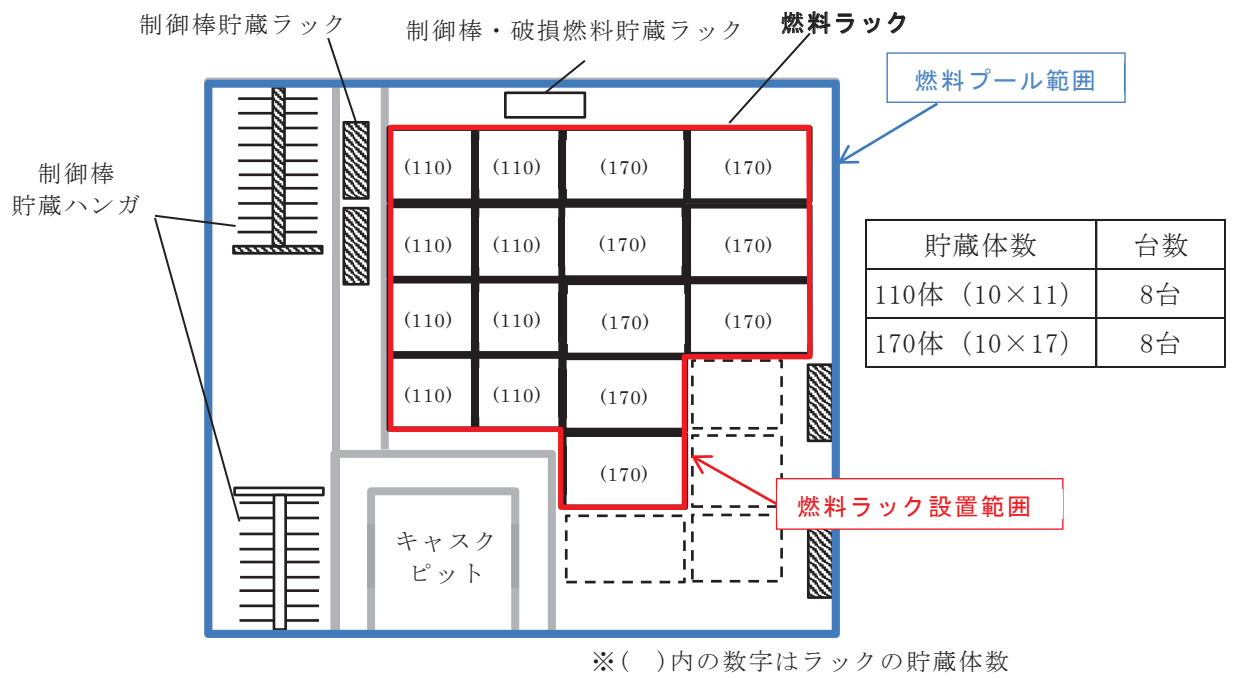 制御棒貯蔵ラック
制御棒・破損燃料貯蔵ラック
燃料ラック
燃料プール範囲
制御棒
貯蔵ハンガ
(110) (110) (170) (170)
(110) (110) (170) (170)
(110) (110) (170) (170)
(110) (110) (170)
(170)
貯蔵体数 台数
110体（10×11） 8台
170体（10×17） 8台
燃料ラック設置範囲
キャスク
ピット
※(　)内の数字はラックの貯蔵体数